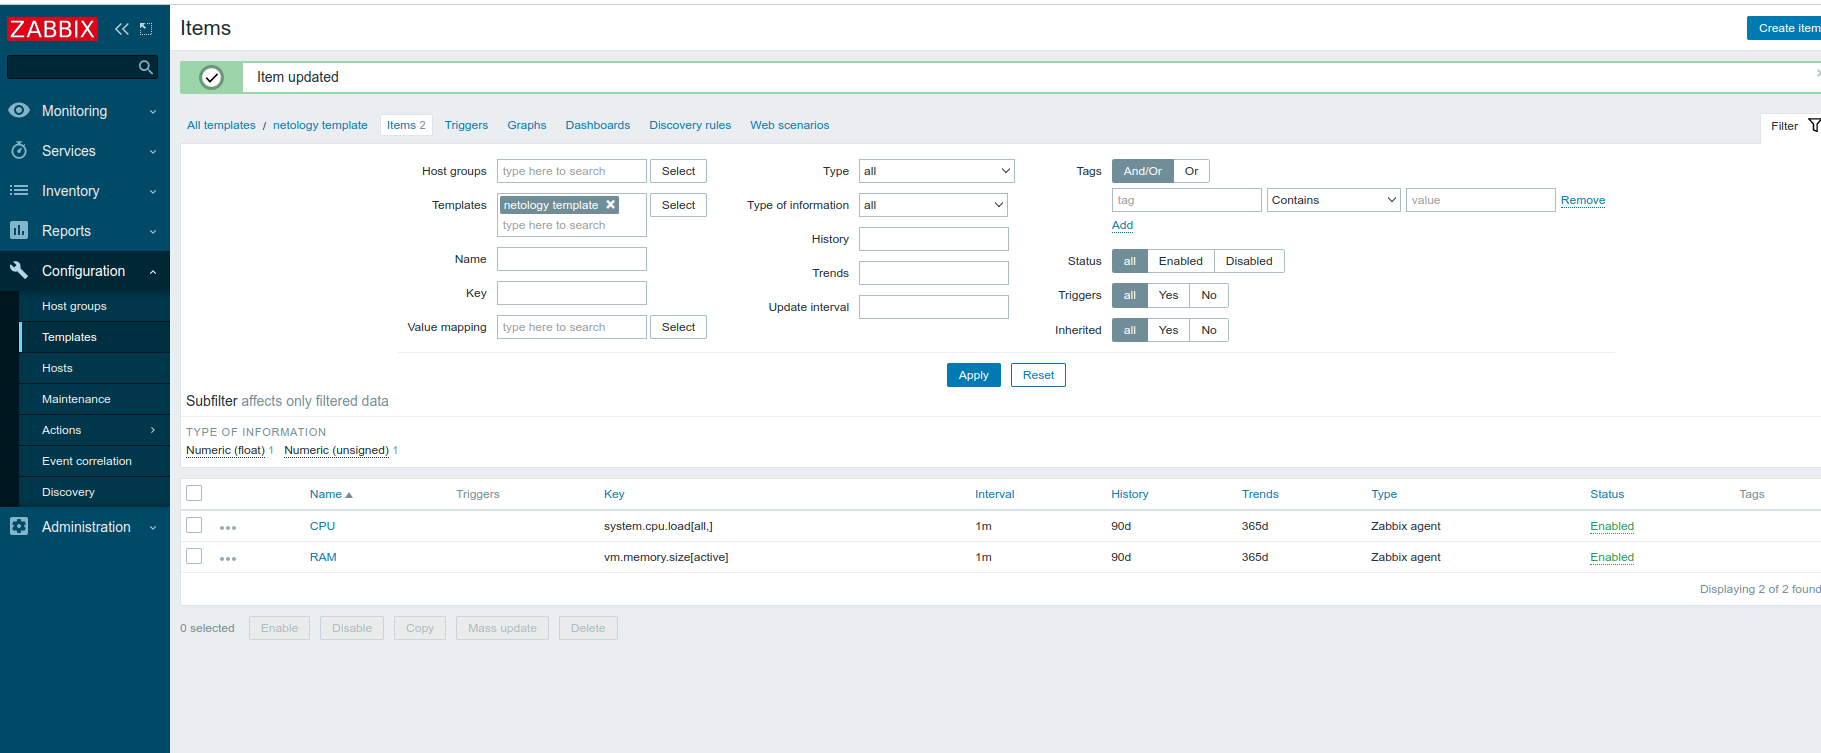 ZABBIX
Monitoring
Services
Inventory
Reports
Configuration
Host groups
Templates
Hosts
Maintenance
Actions
Event correlation
Discovery
Administration
Items
Create item
Item updated
All templates / netology template Items 2 Triggers Graphs Dashboards Discovery rules Web scenarios
Filter
Host groups type here to search Select
Templates netology template Select
type here to search
Name
Key
Value mapping type here to search Select
Type all
Type of information all
History
Trends
Update interval
Tags And/Or Or
tag Contains value Remove
Add
Status all Enabled Disabled
Triggers all Yes No
Inherited all Yes No
Apply Reset
Subfilter affects only filtered data
TYPE OF INFORMATION
Numeric (float) 1 Numeric (unsigned) 1
Name Triggers Key Interval History Trends Type Status Tags
CPU system.cpu.load[all,] 1m 90d 365d Zabbix agent Enabled
RAM vm.memory.size[active] 1m 90d 365d Zabbix agent Enabled
Displaying 2 of 2 found
0 selected Enable Disable Copy Mass update Delete